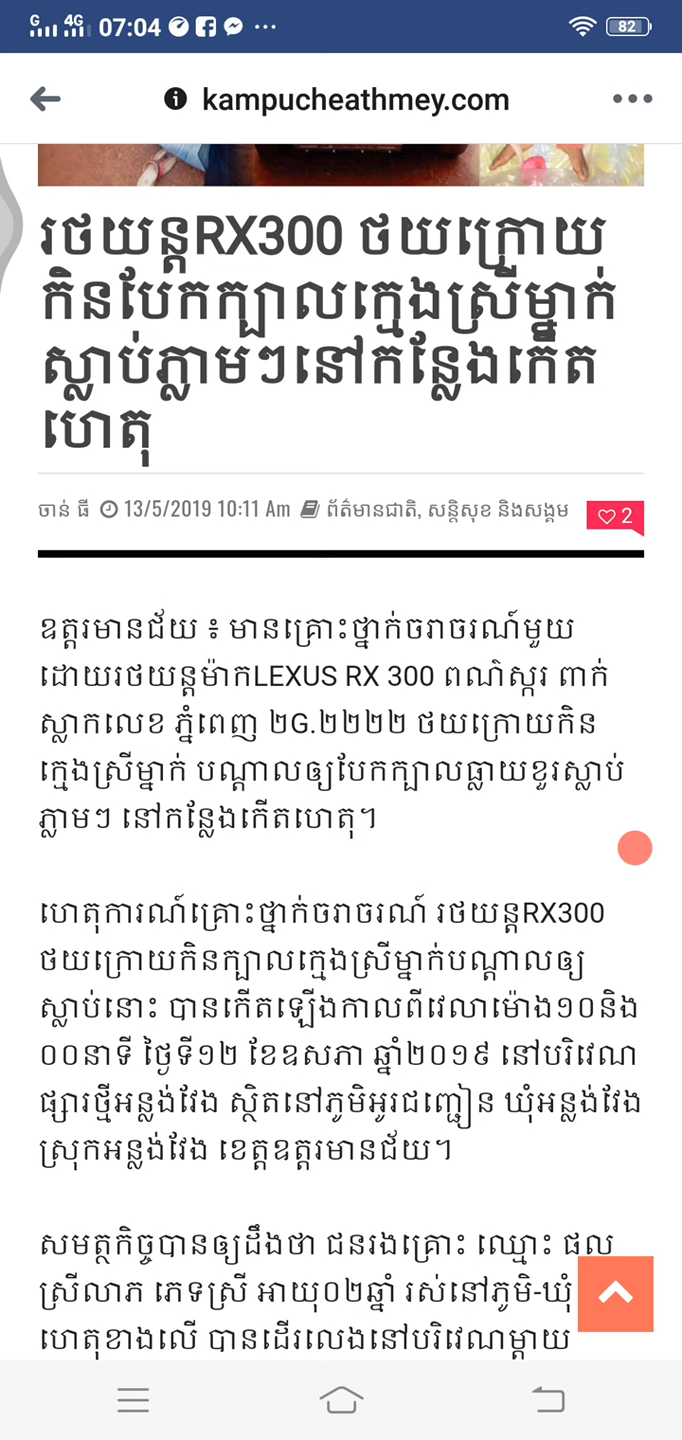 G 4G 07:04 82
kampucheathmey.com
រថយន្តRX300 ថយក្រោយ
កិនបែកក្បាលក្មេងស្រីម្នាក់
ស្លាប់ភ្លាមៗនៅកន្លែងកើត
ហេតុ
ចាន់ ធី 13/5/2019 10:11 Am ព័ត៌មានជាតិ, សន្តិសុខ និងសង្គម 2
ឧត្តរមានជ័យ ៖ មានគ្រោះថ្នាក់ចរាចរណ៍មួយ
ដោយរថយន្តម៉ាកLEXUS RX 300 ពណ៌ស្ករ ពាក់
ស្លាកលេខ ភ្នំពេញ ២G.២២២២ ថយក្រោយកិន
ក្មេងស្រីម្នាក់ បណ្តាលឲ្យបែកក្បាលធ្លាយខួរស្លាប់
ភ្លាមៗ នៅកន្លែងកើតហេតុ។
ហេតុការណ៍គ្រោះថ្នាក់ចរាចរណ៍ រថយន្តRX300
ថយក្រោយកិនក្បាលក្មេងស្រីម្នាក់បណ្តាលឲ្យ
ស្លាប់នោះ បានកើតឡើងកាលពីវេលាម៉ោង១០និង
០០នាទី ថ្ងៃទី១២ ខែឧសភា ឆ្នាំ២០១៩ នៅបរិវេណ
ផ្សារថ្មីអន្លង់វែង ស្ថិតនៅភូមិអូរជញ្ជៀន ឃុំអន្លង់វែង
ស្រុកអន្លង់វែង ខេត្តឧត្តរមានជ័យ។
សមត្ថកិច្ចបានឲ្យដឹងថា ជនរងគ្រោះ ឈ្មោះ ផល
ស្រីលាភ ភេទស្រី អាយុ០២ឆ្នាំ រស់នៅភូមិ-ឃុំ
ហេតុខាងលើ បានដើរលេងនៅបរិវេណម្តាយ